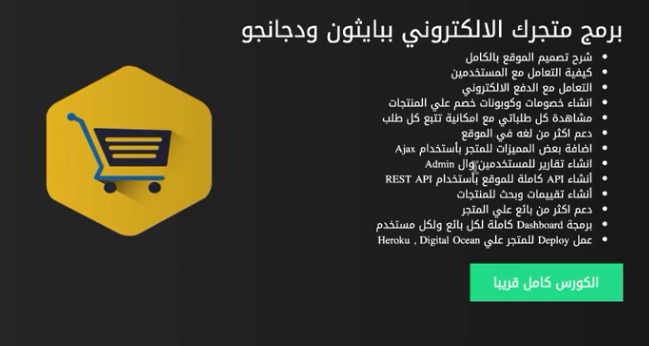 برمج متجرك الالكتروني ببايثون ودجانجو
شرح تصميم الموقع بالكامل
كيفية التعامل مع المستخدمين
التعامل مع الدفع الالكتروني
انشاء خصومات وكوبونات خصم علي المنتجات
مشاهدة كل طلباتي مع امكانية تتبع كل طلب
دعم اكثر من لغه في الموقع
اضافة بعض المميزات للمتجر بأستخدام Ajax
انشاء تقارير للمستخدمين وال Admin
أنشاء API كاملة للموقع بأستخدام REST API
أنشاء تقييمات وبحث للمنتجات
دعم اكثر من بائع علي المتجر
برمجة Dashboard كاملة لكل بائع ولكل مستخدم
عمل Deploy للمتجر علي Heroku , Digital Ocean
الكورس كامل قريبا